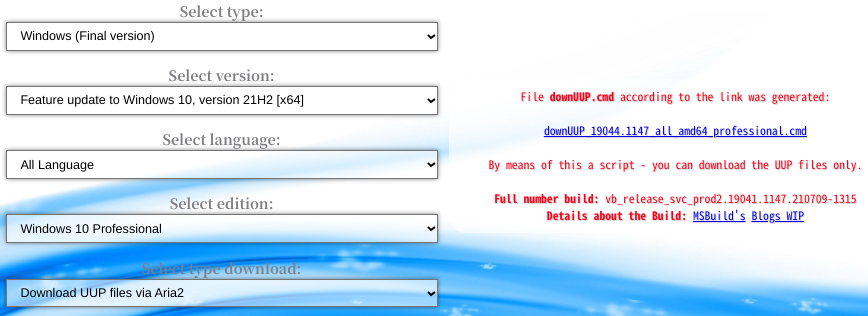 Select type:
Windows (Final version)
Select version:
Feature update to Windows 10, version 21H2 [x64]
Select language:
All Language
Select edition:
Windows 10 Professional
Select type download:
Download UUP files via Aria2
File downUUP.cmd according to the link was generated:
downUUP_19044.1147_all_amd64_professional.cmd
By means of this a script - you can download the UUP files only.
Full number build: vb_release_svc_prod2.19041.1147.210709-1315
Details about the Build: MSBuild's Blogs WIP